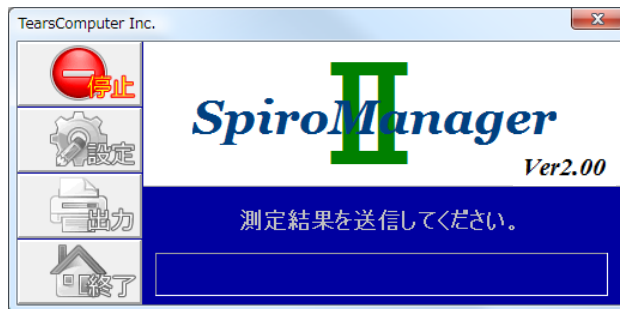 TearsComputer Inc.
停止
設定
出力
終了
II
SpiroManager
Ver2.00
測定結果を送信してください。